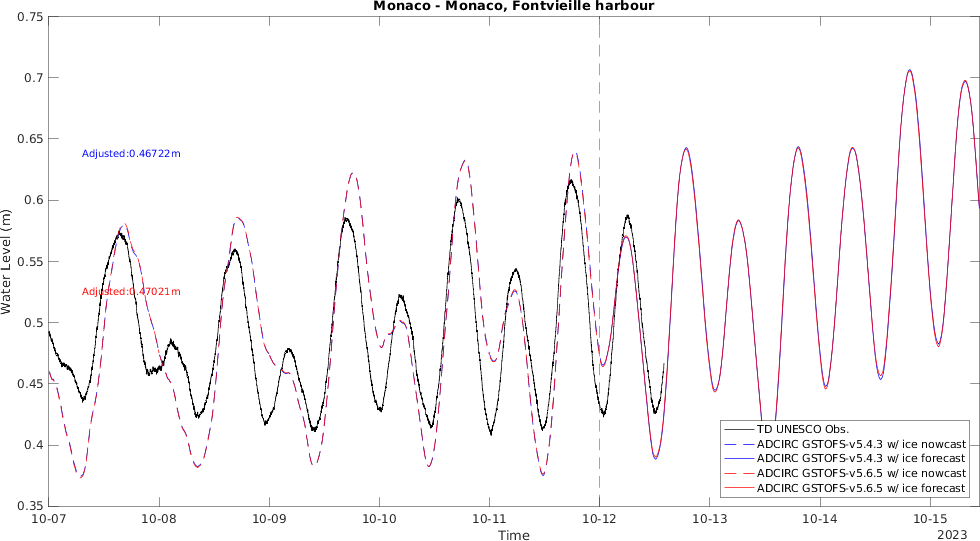 Monaco - Monaco, Fontvieille harbour
0.75
0.7
0.65
0.6
0.55
0.5
0.45
0.4
0.35
Water Level (m)
Adjusted:0.46722m
Adjusted:0.47021m
TD UNESCO Obs.
ADCIRC GSTOFS-v5.4.3 w/ ice nowcast
ADCIRC GSTOFS-v5.4.3 w/ ice forecast
ADCIRC GSTOFS-v5.6.5 w/ ice nowcast
ADCIRC GSTOFS-v5.6.5 w/ ice forecast
10-07 10-08 10-09 10-10 10-11 10-12 10-13 10-14 10-15
Time
2023